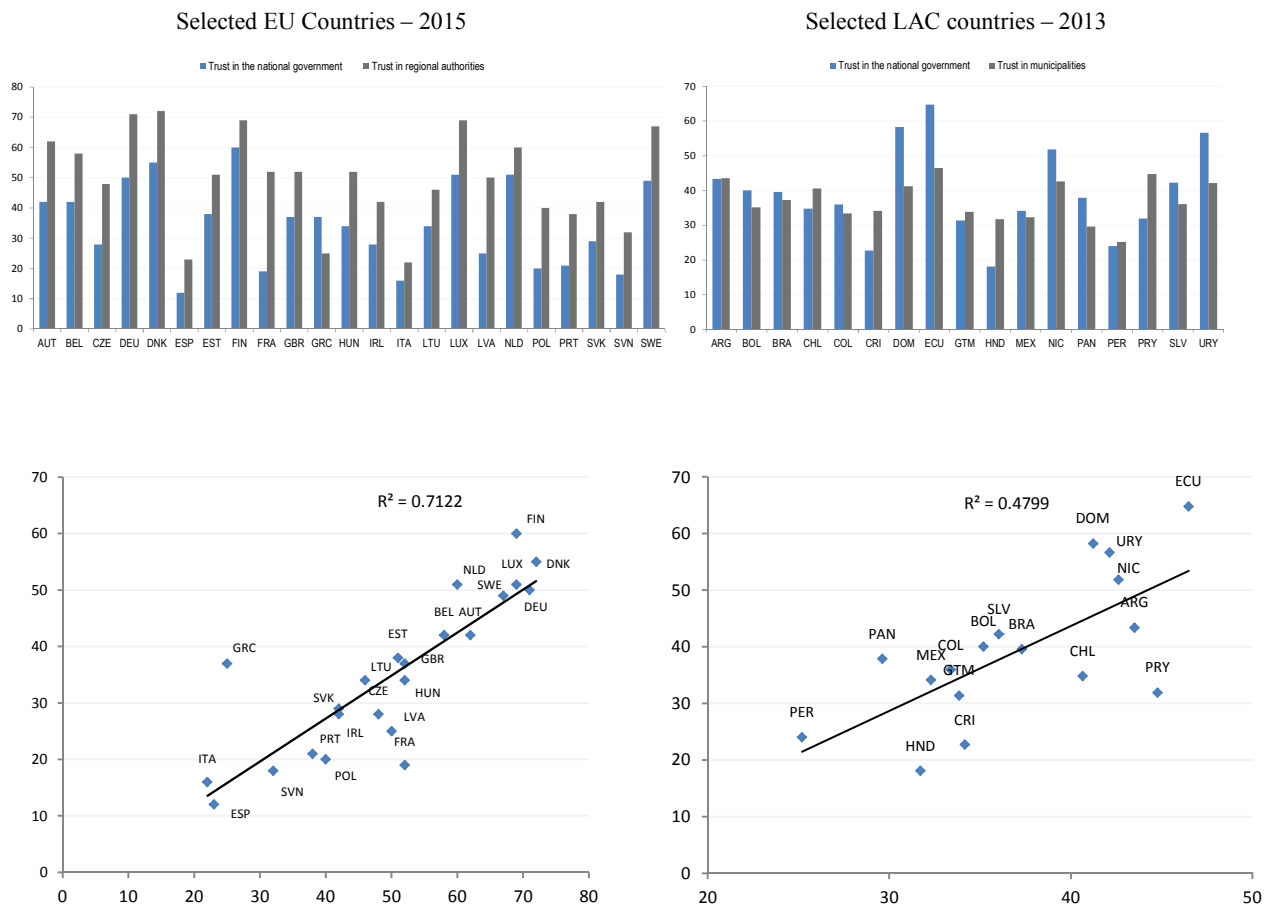 Selected EU Countries – 2015
Trust in the national government Trust in regional authorities
80
70
60
50
40
30
20
10
0
AUT BEL CZE DEU DNK ESP EST FIN FRA GBR GRC HUN IRL ITA LTU LUX LVA NLD POL PRT SVK SVN SWE
Selected LAC countries – 2013
Trust in the national government Trust in municipalities
70
60
50
40
30
20
10
0
ARG BOL BRA CHL COL CRI DOM ECU GTM HND MEX NIC PAN PER PRY SLV URY
70
60
50
40
30
20
10
0
R² = 0.7122
FIN
NLD LUX DNK
SWE
DEU
BEL AUT
EST
GRC
GBR
LTU
CZE HUN
SVK
LVA
PRT IRL
FRA
ITA
POL
SVN
ESP
0 10 20 30 40 50 60 70 80
70
60
50
40
30
20
10
0
R² = 0.4799
ECU
DOM
URY
NIC
ARG
SLV
BOL BRA
PAN
COL
CHL
MEX
GTM
PRY
PER
CRI
HND
20 30 40 50